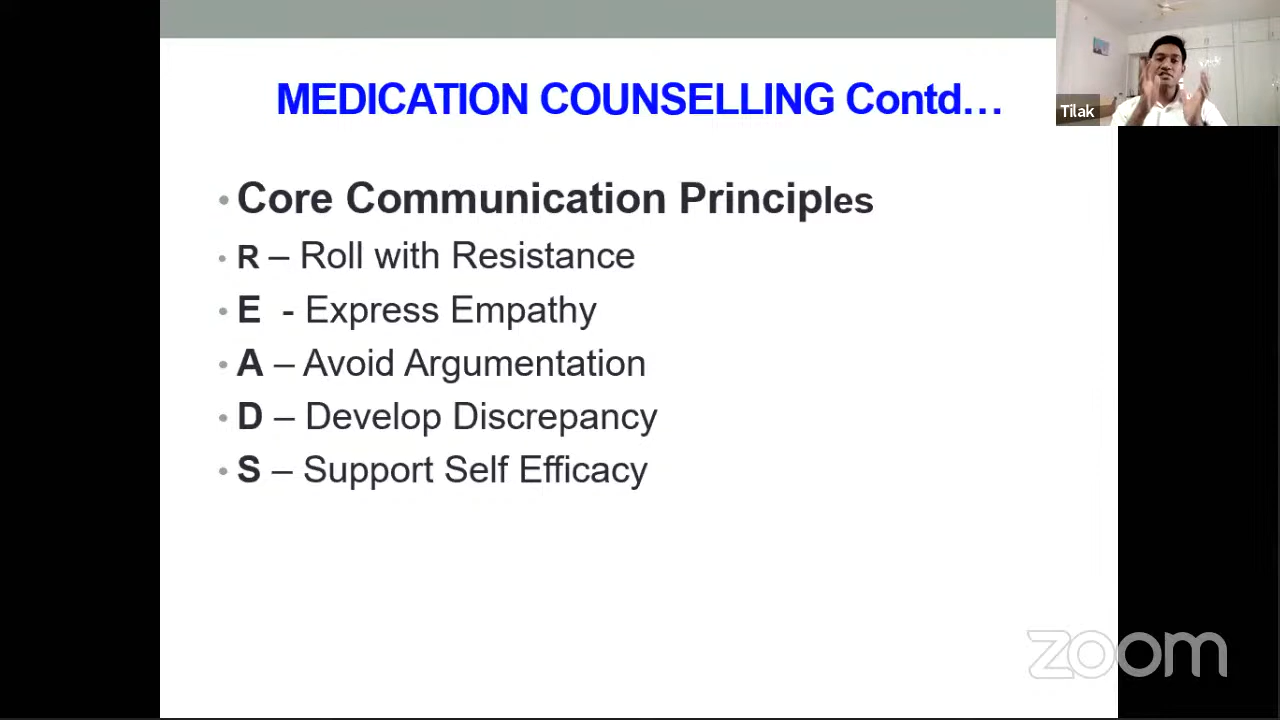 MEDICATION COUNSELLING Contd…
Tilak
• Core Communication Principles
• R – Roll with Resistance
• E - Express Empathy
• A – Avoid Argumentation
• D – Develop Discrepancy
• S – Support Self Efficacy
zoom